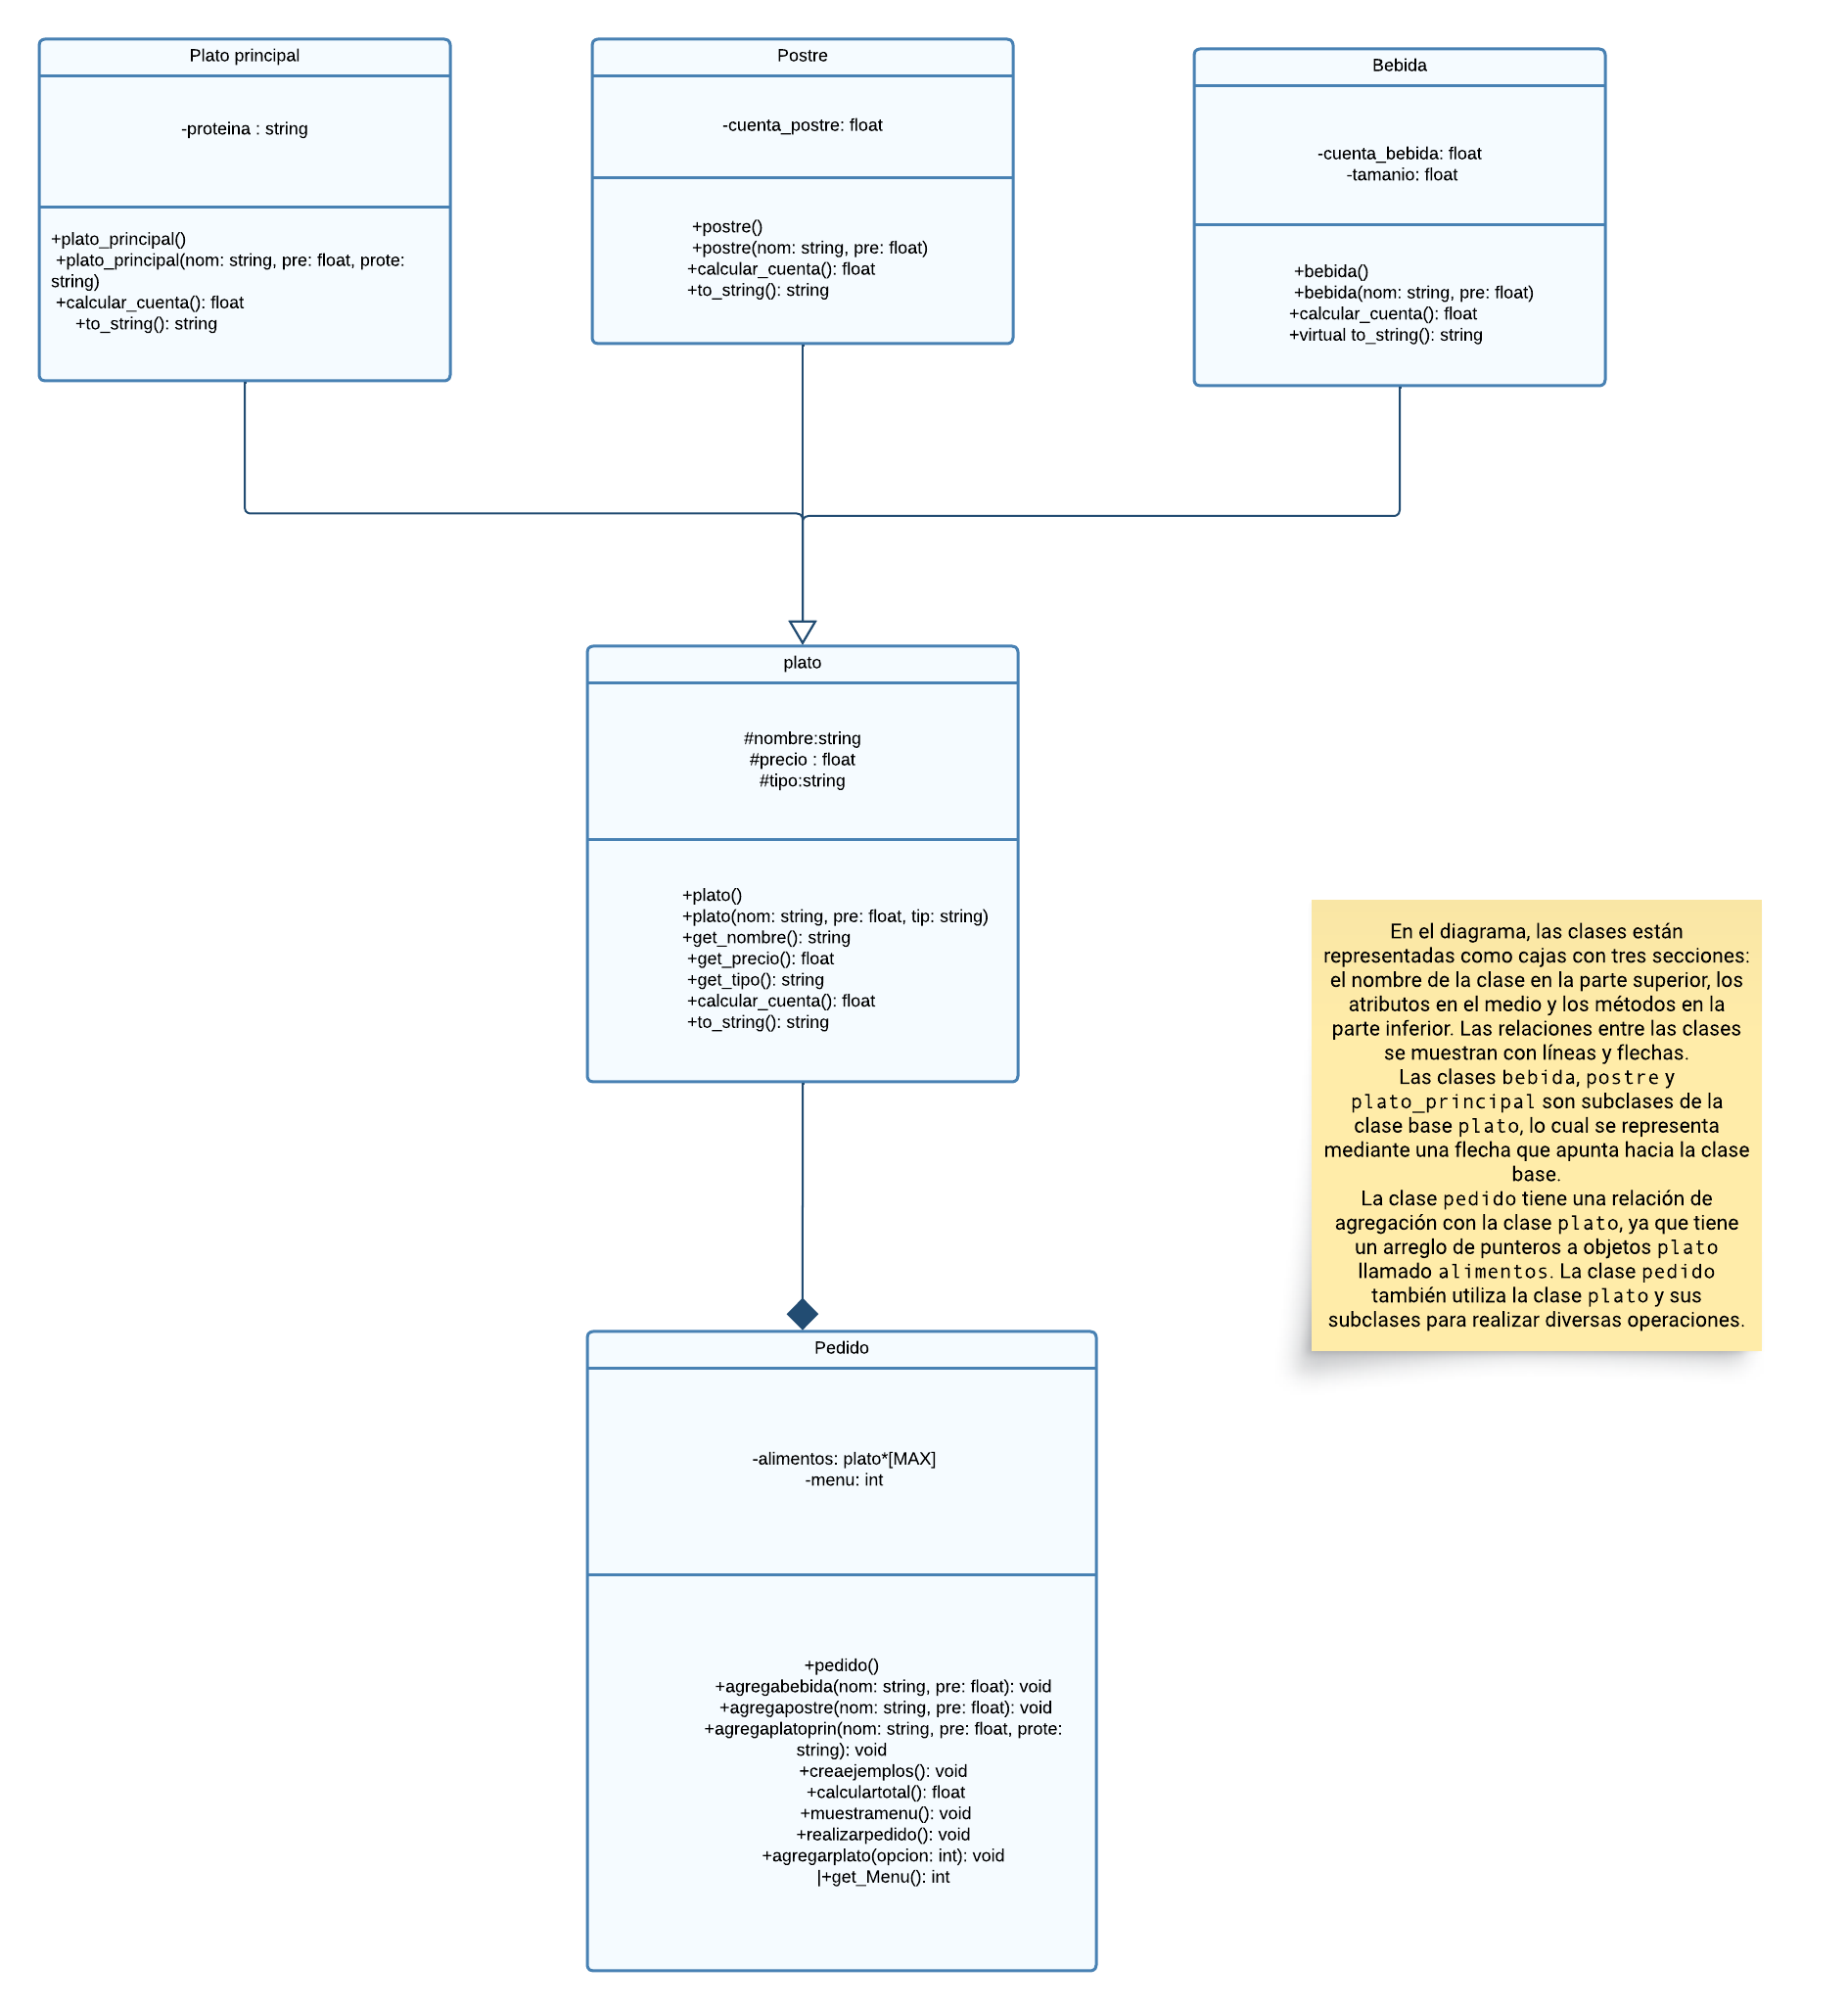 Plato principal
-proteina : string
+plato_principal()
+plato_principal(nom: string, pre: float, prote:
string)
+calcular_cuenta(): float
+to_string(): string
Postre
-cuenta_postre: float
+postre()
+postre(nom: string, pre: float)
+calcular_cuenta(): float
+to_string(): string
Bebida
-cuenta_bebida: float
-tamanio: float
+bebida()
+bebida(nom: string, pre: float)
+calcular_cuenta(): float
+virtual to_string(): string
plato
#nombre:string
#precio : float
#tipo:string
+plato()
+plato(nom: string, pre: float, tip: string)
+get_nombre(): string
+get_precio(): float
+get_tipo(): string
+calcular_cuenta(): float
+to_string(): string
En el diagrama, las clases están
representadas como cajas con tres secciones:
el nombre de la clase en la parte superior, los
atributos en el medio y los métodos en la
parte inferior. Las relaciones entre las clases
se muestran con líneas y flechas.
Las clases bebida, postre y
plato_principal son subclases de la
clase base plato, lo cual se representa
mediante una flecha que apunta hacia la clase
base.
La clase pedido tiene una relación de
agregación con la clase plato, ya que tiene
un arreglo de punteros a objetos plato
llamado alimentos. La clase pedido
también utiliza la clase plato y sus
subclases para realizar diversas operaciones.
Pedido
-alimentos: plato*[MAX]
-menu: int
+pedido()
+agregabebida(nom: string, pre: float): void
+agregapostre(nom: string, pre: float): void
+agregaplatoprin(nom: string, pre: float, prote:
string): void
+creaejemplos(): void
+calculartotal(): float
+muestramenu(): void
+realizarpedido(): void
+agregarplato(opcion: int): void
|+get_Menu(): int